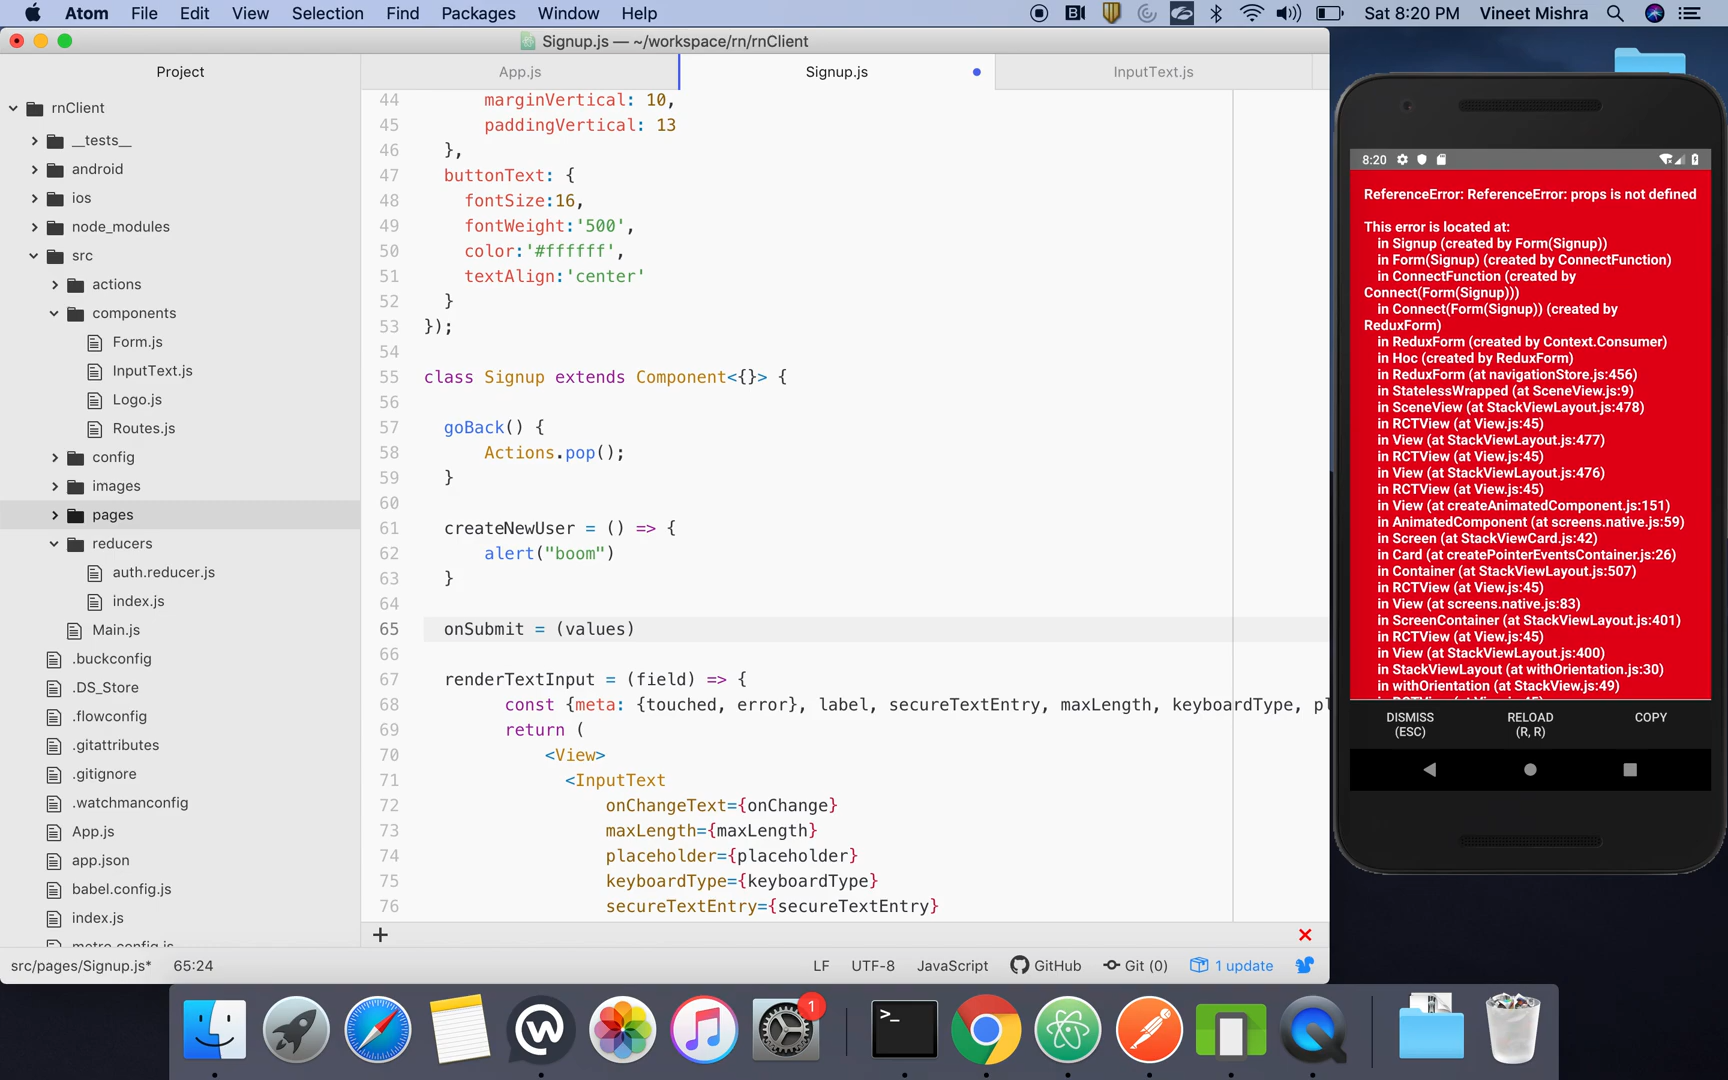 Atom File Edit View Selection Find Packages Window Help Sat 8:20 PM Vineet Mishra
Signup.js — ~/workspace/rn/rnClient
Project
App.js Signup.js InputText.js
rnClient
__tests__
android
ios
node_modules
src
actions
components
Form.js
InputText.js
Logo.js
Routes.js
config
images
pages
reducers
auth.reducer.js
index.js
Main.js
.buckconfig
.DS_Store
.flowconfig
.gitattributes
.gitignore
.watchmanconfig
App.js
app.json
babel.config.js
index.js
metro.config.js
44 marginVertical: 10,
45 paddingVertical: 13
46 },
47 buttonText: {
48 fontSize:16,
49 fontWeight:'500',
50 color:'#ffffff',
51 textAlign:'center'
52 }
53 });
54
55 class Signup extends Component<{}> {
56
57 goBack() {
58 Actions.pop();
59 }
60
61 createNewUser = () => {
62 alert("boom")
63 }
64
65 onSubmit = (values)
66
67 renderTextInput = (field) => {
68 const {meta: {touched, error}, label, secureTextEntry, maxLength, keyboardType, pl
69 return (
70 <View>
71 <InputText
72 onChangeText={onChange}
73 maxLength={maxLength}
74 placeholder={placeholder}
75 keyboardType={keyboardType}
76 secureTextEntry={secureTextEntry}
src/pages/Signup.js* 65:24 LF UTF-8 JavaScript GitHub Git (0) 1 update
8:20
ReferenceError: ReferenceError: props is not defined
This error is located at:
in Signup (created by Form(Signup))
in Form(Signup) (created by ConnectFunction)
in ConnectFunction (created by
Connect(Form(Signup)))
in Connect(Form(Signup)) (created by
ReduxForm)
in ReduxForm (created by Context.Consumer)
in Hoc (created by ReduxForm)
in ReduxForm (at navigationStore.js:456)
in StatelessWrapped (at SceneView.js:9)
in SceneView (at StackViewLayout.js:478)
in RCTView (at View.js:45)
in View (at StackViewLayout.js:477)
in RCTView (at View.js:45)
in View (at StackViewLayout.js:476)
in RCTView (at View.js:45)
in View (at createAnimatedComponent.js:151)
in AnimatedComponent (at screens.native.js:59)
in Screen (at StackViewCard.js:42)
in Card (at createPointerEventsContainer.js:26)
in Container (at StackViewLayout.js:507)
in RCTView (at View.js:45)
in View (at screens.native.js:83)
in ScreenContainer (at StackViewLayout.js:401)
in RCTView (at View.js:45)
in View (at StackViewLayout.js:400)
in StackViewLayout (at withOrientation.js:30)
in withOrientation (at StackView.js:49)
in RCTView (at View.js:45)
DISMISS
(ESC)
RELOAD
(R, R)
COPY
1